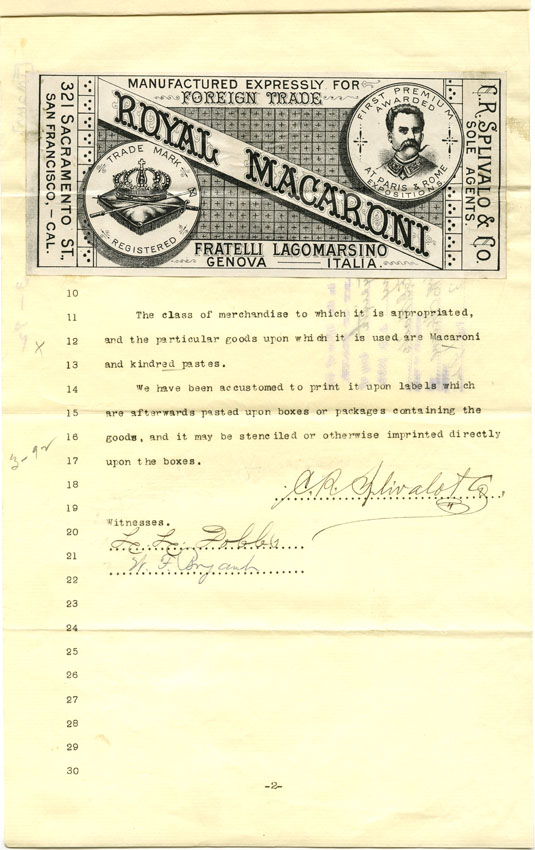 MANUFACTURED EXPRESSLY FOR
FOREIGN TRADE
ROYAL MACARONI
TRADE MARK
REGISTERED
FIRST PREMIUM
AWARDED
AT PARIS & ROME
EXPOSITIONS
FRATELLI LAGOMARSINO
GENOVA — ITALIA.
321 SACRAMENTO ST.,
SAN FRANCISCO, — CAL.
C.R. SPLIVALO & CO.
SOLE AGENTS.
10
11 The class of merchandise to which it is appropriated,
12 and the particular goods upon which it is used are Macaroni
13 and kindred pastes.
14 We have been accustomed to print it upon labels which
15 are afterwards pasted upon boxes or packages containing the
16 goods, and it may be stenciled or otherwise imprinted directly
17 upon the boxes.
18 C. R. Splivalo & Co.,
19
Witnesses.
20 L. L. Dobbs
21 W. F. Bryant
22
23
24
25
26
27
28
29
30
x
3-92
-2-